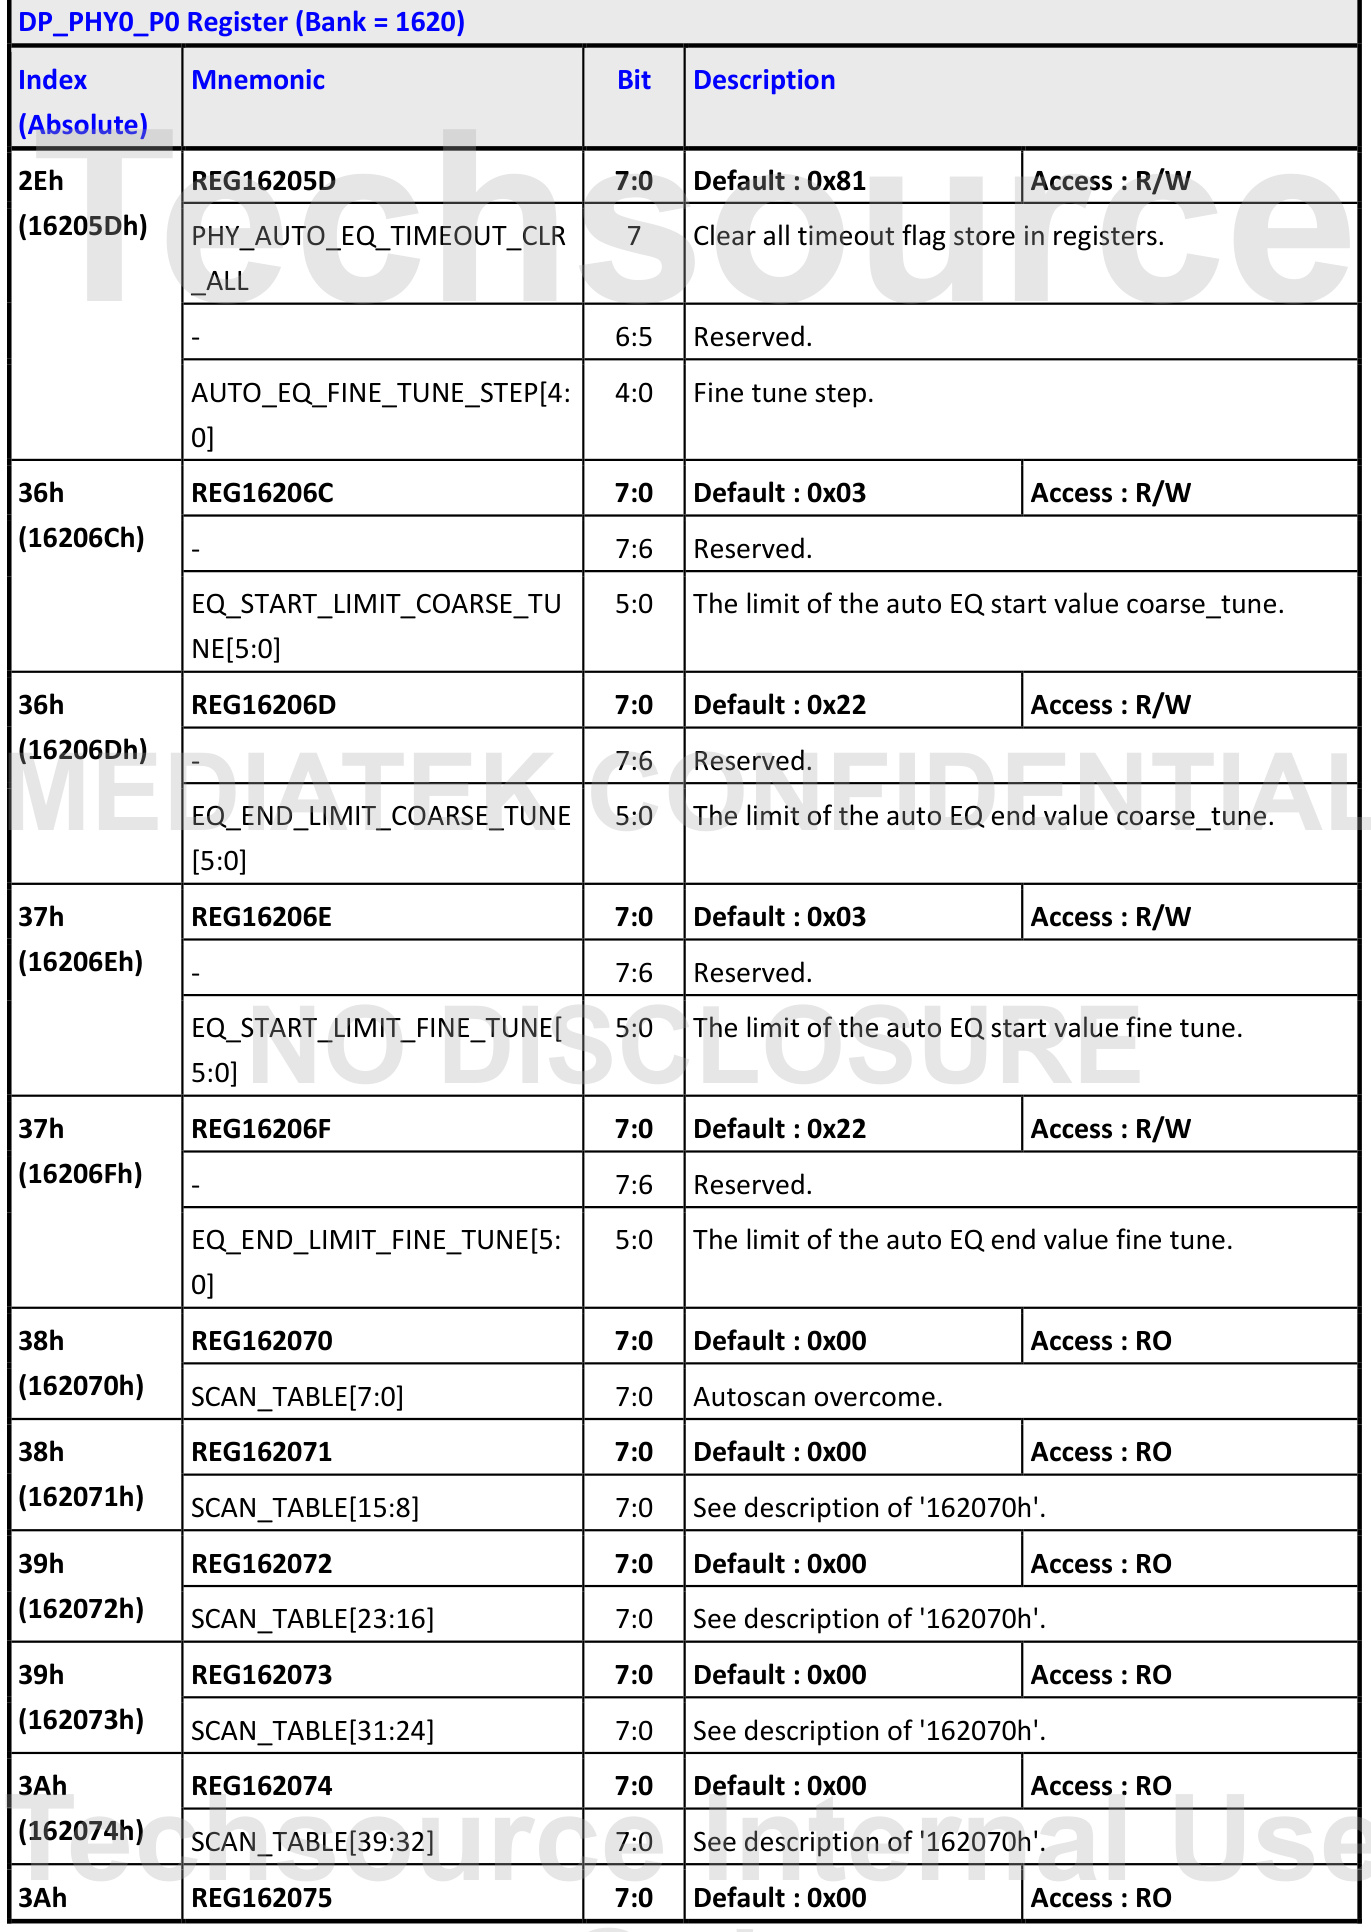 DP_PHY0_P0 Register (Bank = 1620)
Index (Absolute) Mnemonic Bit Description
2Eh (16205Dh) REG16205D 7:0 Default : 0x81 Access : R/W
PHY_AUTO_EQ_TIMEOUT_CLR_ALL 7 Clear all timeout flag store in registers.
- 6:5 Reserved.
AUTO_EQ_FINE_TUNE_STEP[4:0] 4:0 Fine tune step.
36h (16206Ch) REG16206C 7:0 Default : 0x03 Access : R/W
- 7:6 Reserved.
EQ_START_LIMIT_COARSE_TUNE[5:0] 5:0 The limit of the auto EQ start value coarse_tune.
36h (16206Dh) REG16206D 7:0 Default : 0x22 Access : R/W
- 7:6 Reserved.
EQ_END_LIMIT_COARSE_TUNE[5:0] 5:0 The limit of the auto EQ end value coarse_tune.
37h (16206Eh) REG16206E 7:0 Default : 0x03 Access : R/W
- 7:6 Reserved.
EQ_START_LIMIT_FINE_TUNE[5:0] 5:0 The limit of the auto EQ start value fine tune.
37h (16206Fh) REG16206F 7:0 Default : 0x22 Access : R/W
- 7:6 Reserved.
EQ_END_LIMIT_FINE_TUNE[5:0] 5:0 The limit of the auto EQ end value fine tune.
38h (162070h) REG162070 7:0 Default : 0x00 Access : RO
SCAN_TABLE[7:0] 7:0 Autoscan overcome.
38h (162071h) REG162071 7:0 Default : 0x00 Access : RO
SCAN_TABLE[15:8] 7:0 See description of '162070h'.
39h (162072h) REG162072 7:0 Default : 0x00 Access : RO
SCAN_TABLE[23:16] 7:0 See description of '162070h'.
39h (162073h) REG162073 7:0 Default : 0x00 Access : RO
SCAN_TABLE[31:24] 7:0 See description of '162070h'.
3Ah (162074h) REG162074 7:0 Default : 0x00 Access : RO
SCAN_TABLE[39:32] 7:0 See description of '162070h'.
3Ah REG162075 7:0 Default : 0x00 Access : RO
Techsource
MEDIATEK CONFIDENTIAL
NO DISCLOSURE
Techsource Internal Use